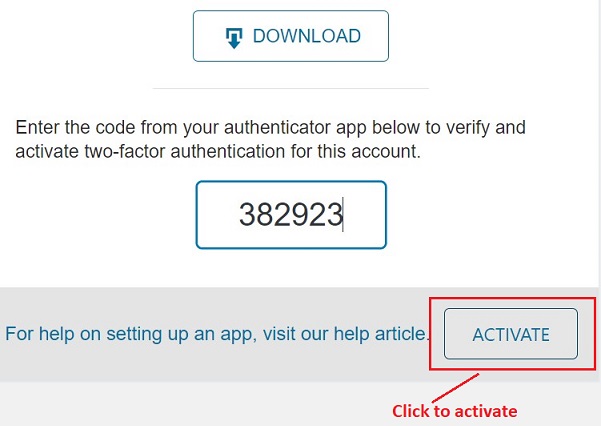 DOWNLOAD
Enter the code from your authenticator app below to verify and
activate two-factor authentication for this account.
382923
For help on setting up an app, visit our help article.
ACTIVATE
Click to activate